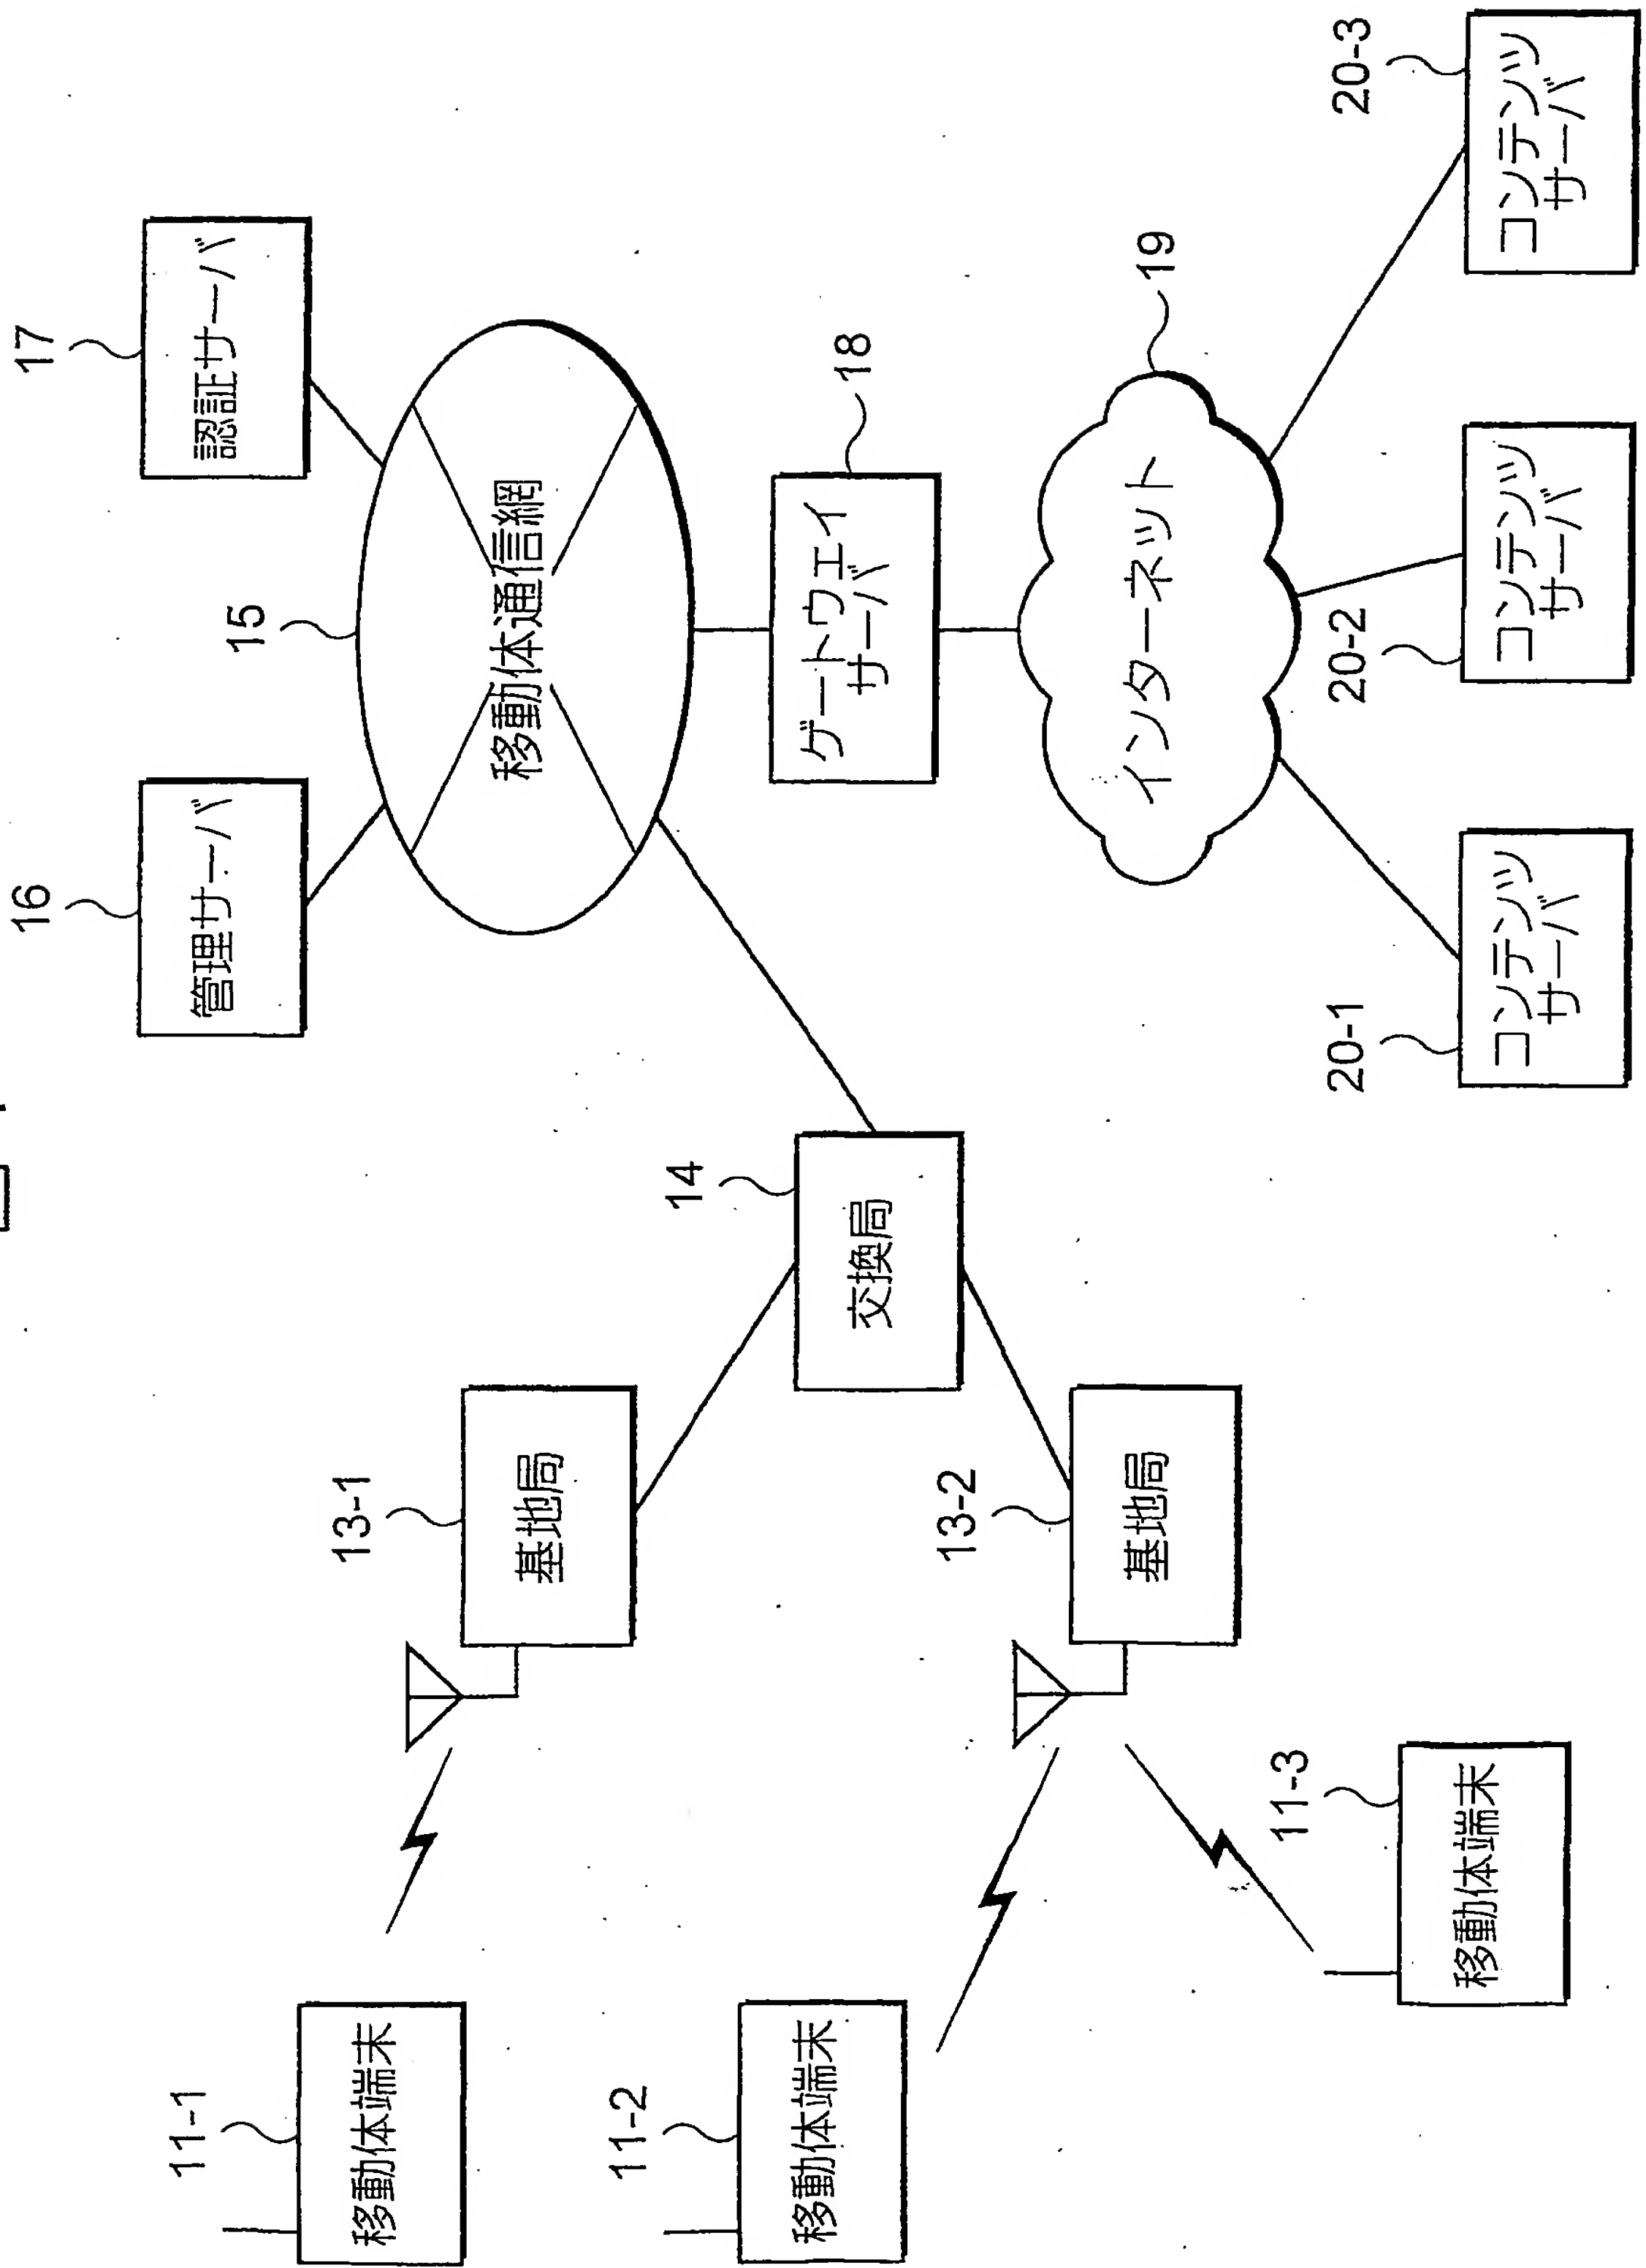 16
管理サーバ
17
認証サーバ
15
移動体通信網
11-1
移動体端末
13-1
基地局
14
交換局
18
ゲートウェイ
サーバ
11-2
移動体端末
13-2
基地局
19
インターネット
11-3
移動体端末
20-1
コンテンツ
サーバ
20-2
コンテンツ
サーバ
20-3
コンテンツ
サーバ